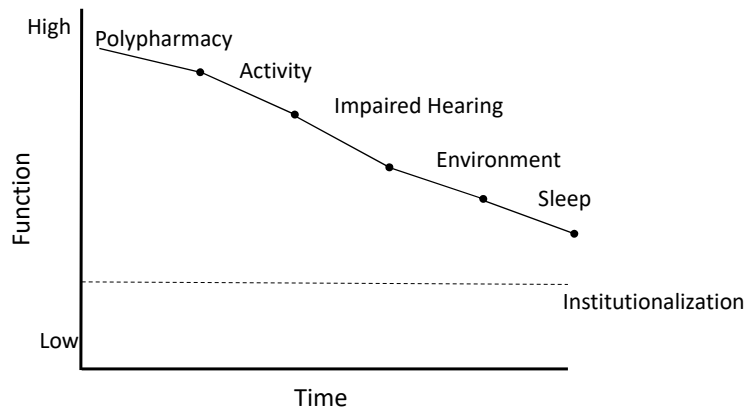 High
Polypharmacy
Activity
Impaired Hearing
Environment
Sleep
Function
Institutionalization
Low
Time